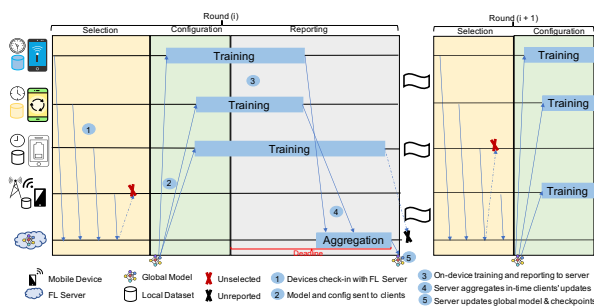 Round (i)
Round (i + 1)
Selection
Configuration
Reporting
Selection
Configuration
Training
Training
3
Training
Training
1
Training
2
Training
4
Aggregation
Deadline
5
Mobile Device
Global Model
Unselected
1 Devices check-in with FL Server
3 On-device training and reporting to server
FL Server
Local Dataset
Unreported
2 Model and config sent to clients
4 Server aggregates in-time clients' updates
5 Server updates global model & checkpoints